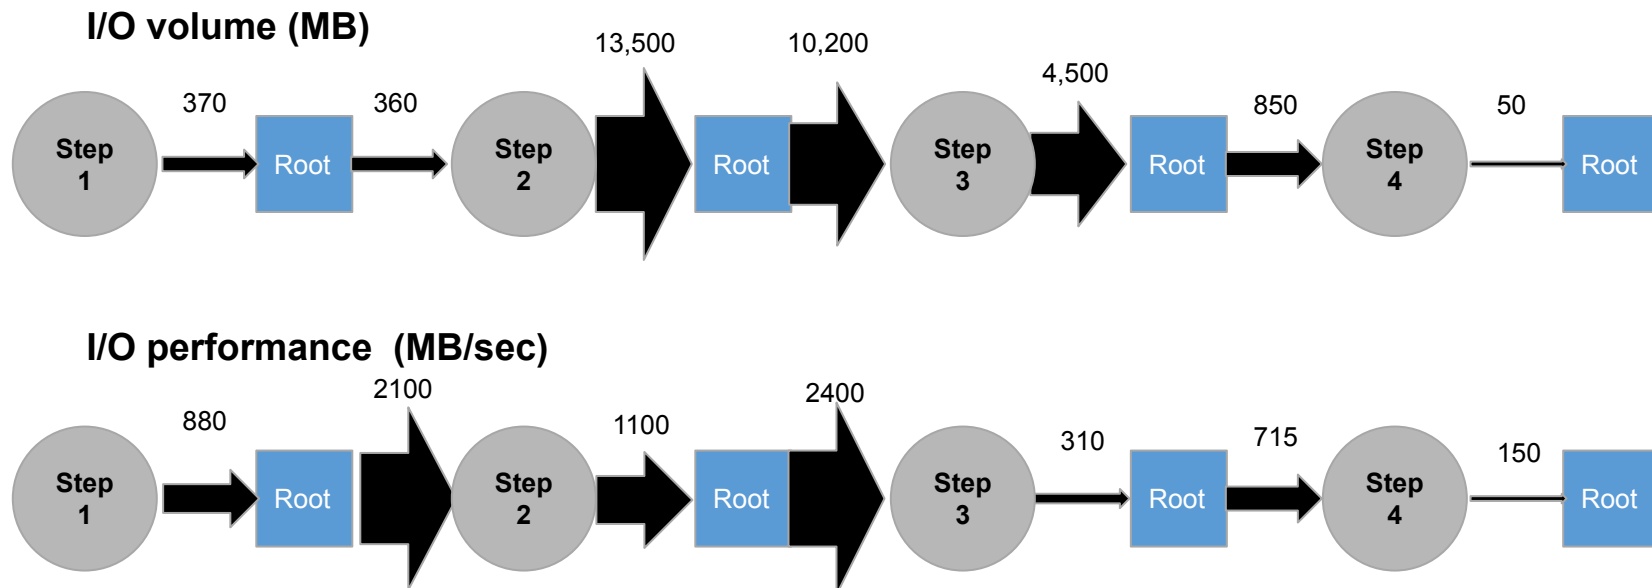 I/O volume (MB)
13,500
10,200
4,500
370
360
850
50
Step
1
Root
Step
2
Root
Step
3
Root
Step
4
Root
I/O performance  (MB/sec)
2100
2400
880
1100
310
715
150
Step
1
Root
Step
2
Root
Step
3
Root
Step
4
Root